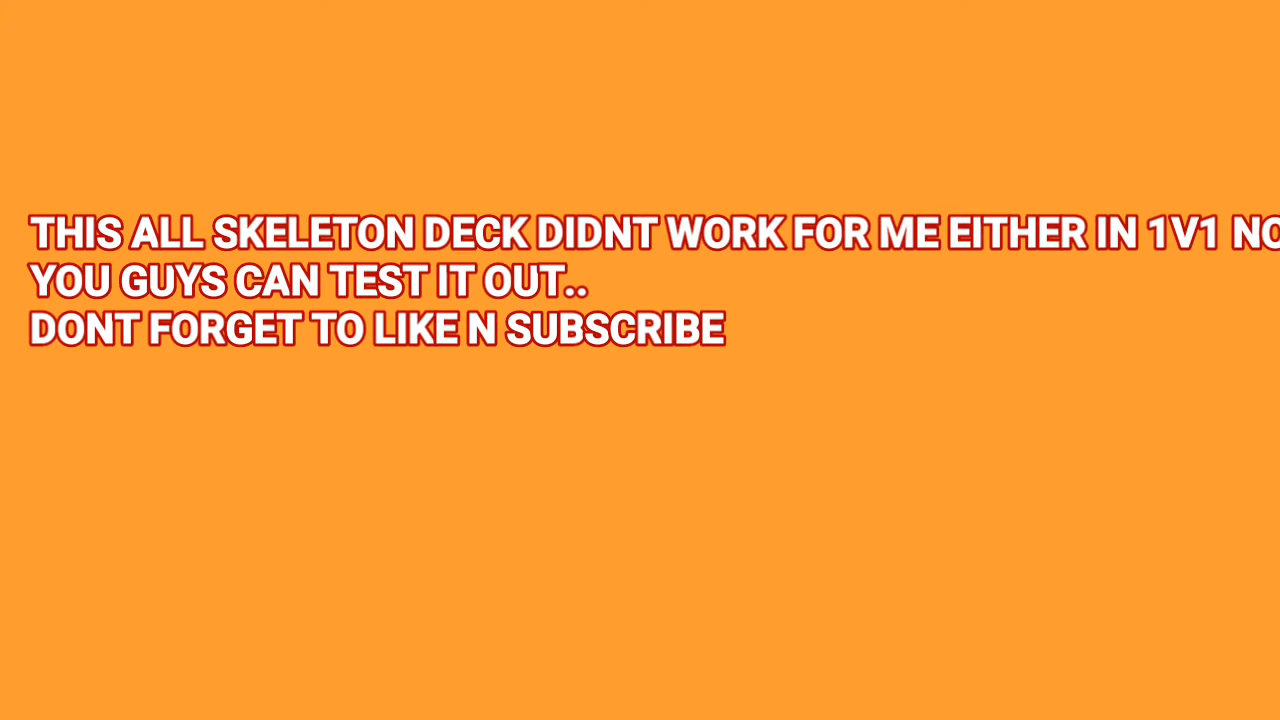 THIS ALL SKELETON DECK DIDNT WORK FOR ME EITHER IN 1V1
YOU GUYS CAN TEST IT OUT..
DONT FORGET TO LIKE N SUBSCRIBE